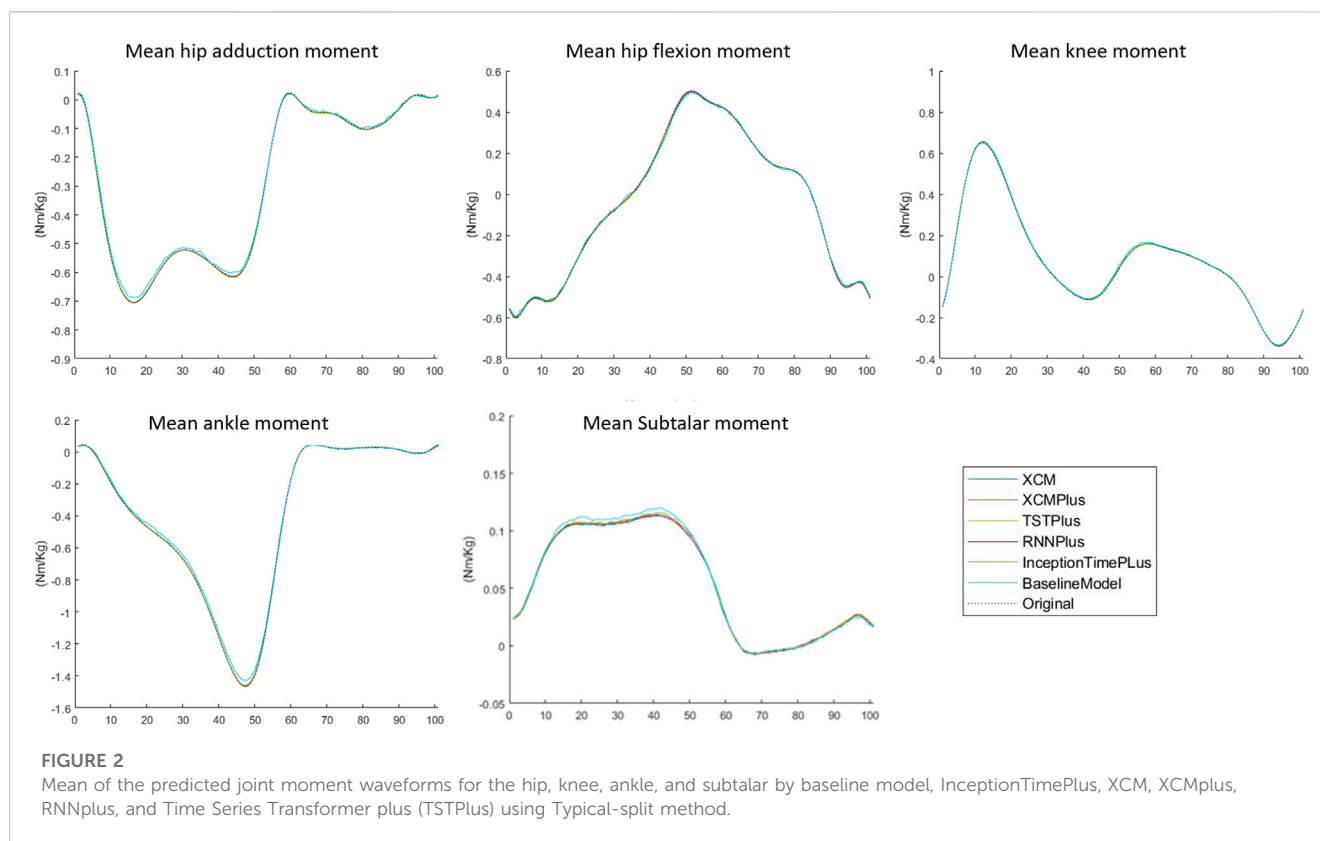 Mean hip adduction moment
0.1
0
-0.1
-0.2
-0.3
-0.4
-0.5
-0.6
-0.7
-0.8
-0.9
(Nm/Kg)
0 10 20 30 40 50 60 70 80 90 100
Mean hip flexion moment
0.6
0.4
0.2
0
-0.2
-0.4
-0.6
-0.8
(Nm/Kg)
0 10 20 30 40 50 60 70 80 90 100
Mean knee moment
1
0.8
0.6
0.4
0.2
0
-0.2
-0.4
(Nm/Kg)
0 10 20 30 40 50 60 70 80 90 100
Mean ankle moment
0.2
0
-0.2
-0.4
-0.6
-0.8
-1
-1.2
-1.4
-1.6
(Nm/Kg)
0 10 20 30 40 50 60 70 80 90 100
Mean Subtalar moment
0.2
0.15
0.1
0.05
0
-0.05
(Nm/Kg)
0 10 20 30 40 50 60 70 80 90 100
XCM
XCMPlus
TSTPlus
RNNPlus
InceptionTimePLus
BaselineModel
Original
FIGURE 2
Mean of the predicted joint moment waveforms for the hip, knee, ankle, and subtalar by baseline model, InceptionTimePlus, XCM, XCMplus,
RNNplus, and Time Series Transformer plus (TSTPlus) using Typical-split method.